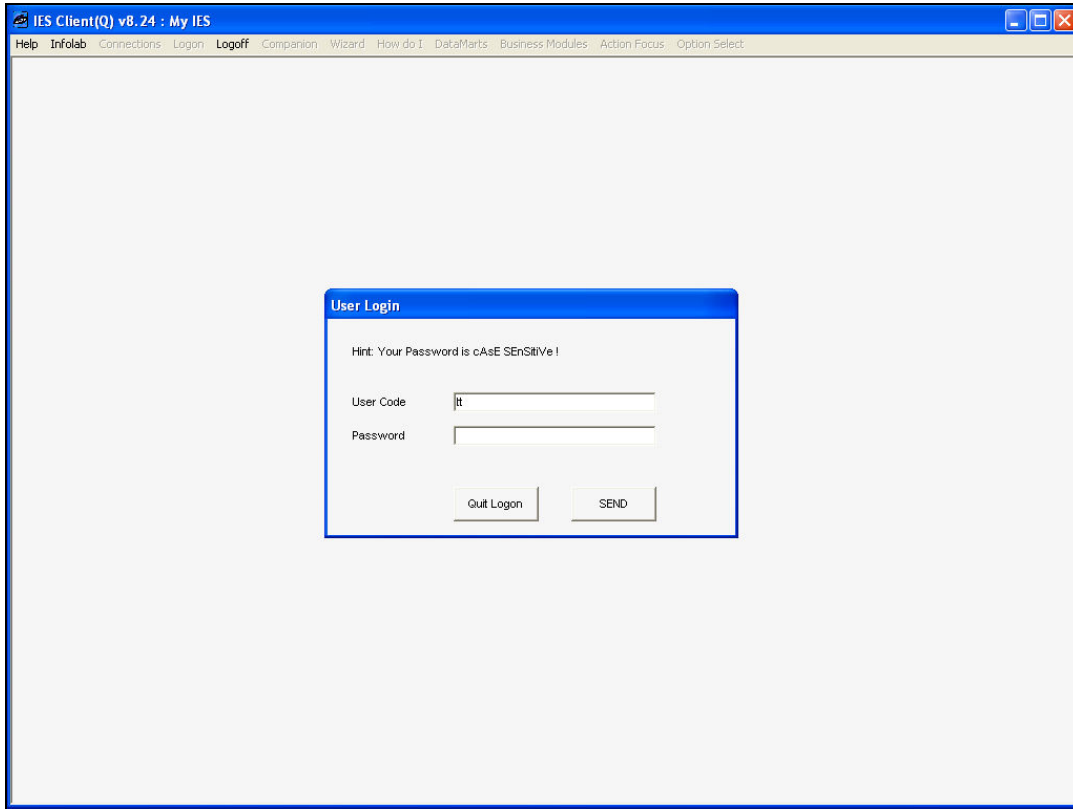 IES Client(Q) v8.24 : My IES
Help Infolab Connections Logon Logoff Companion Wizard How do I DataMarts Business Modules Action Focus Option Select
User Login
Hint: Your Password is cAsE SEnSitiVe !
User Code tt
Password
Quit Logon SEND